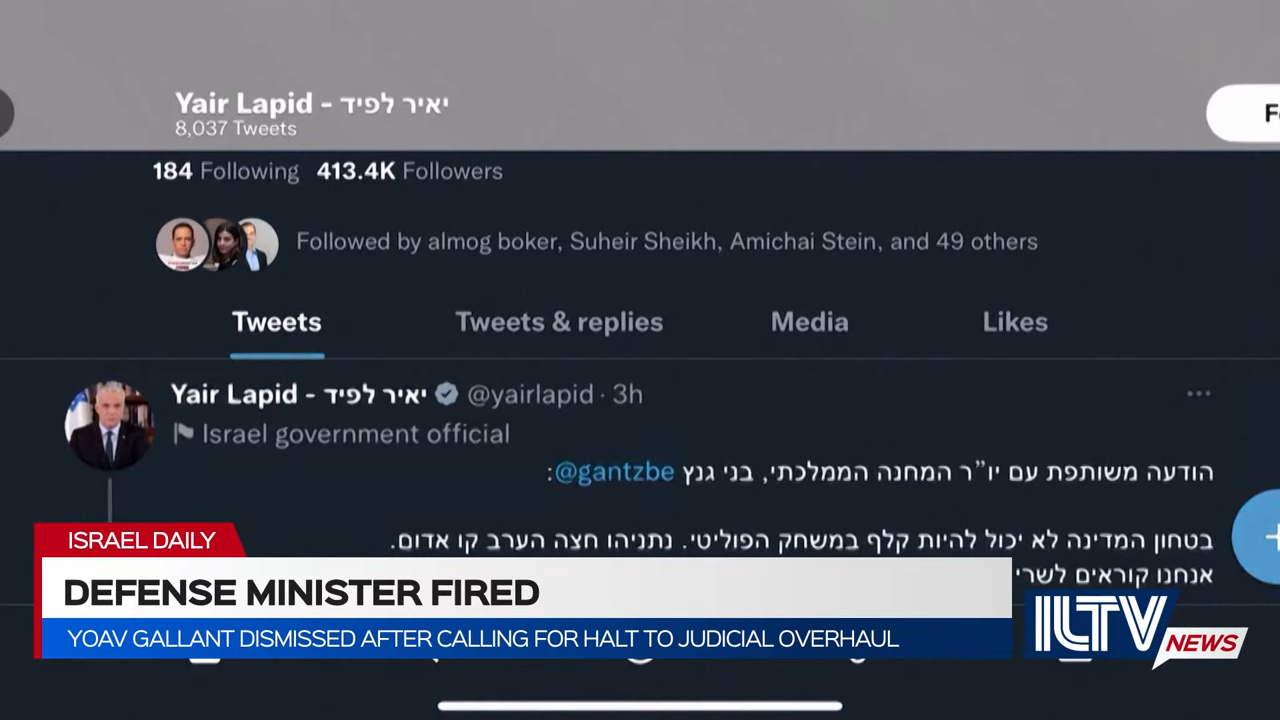 Yair Lapid - יאיר לפיד
8,037 Tweets
184 Following 413.4K Followers
Followed by almog boker, Suheir Sheikh, Amichai Stein, and 49 others
Tweets Tweets & replies Media Likes
Yair Lapid - יאיר לפיד @yairlapid · 3h
Israel government official
הודעה משותפת עם יו"ר המחנה הממלכתי, בני גנץ @gantzbe:
בטחון המדינה לא יכול להיות קלף במשחק הפוליטי. נתניהו חצה הערב קו אדום.
אנחנו קוראים לשרי
ISRAEL DAILY
DEFENSE MINISTER FIRED
YOAV GALLANT DISMISSED AFTER CALLING FOR HALT TO JUDICIAL OVERHAUL
ILTV NEWS